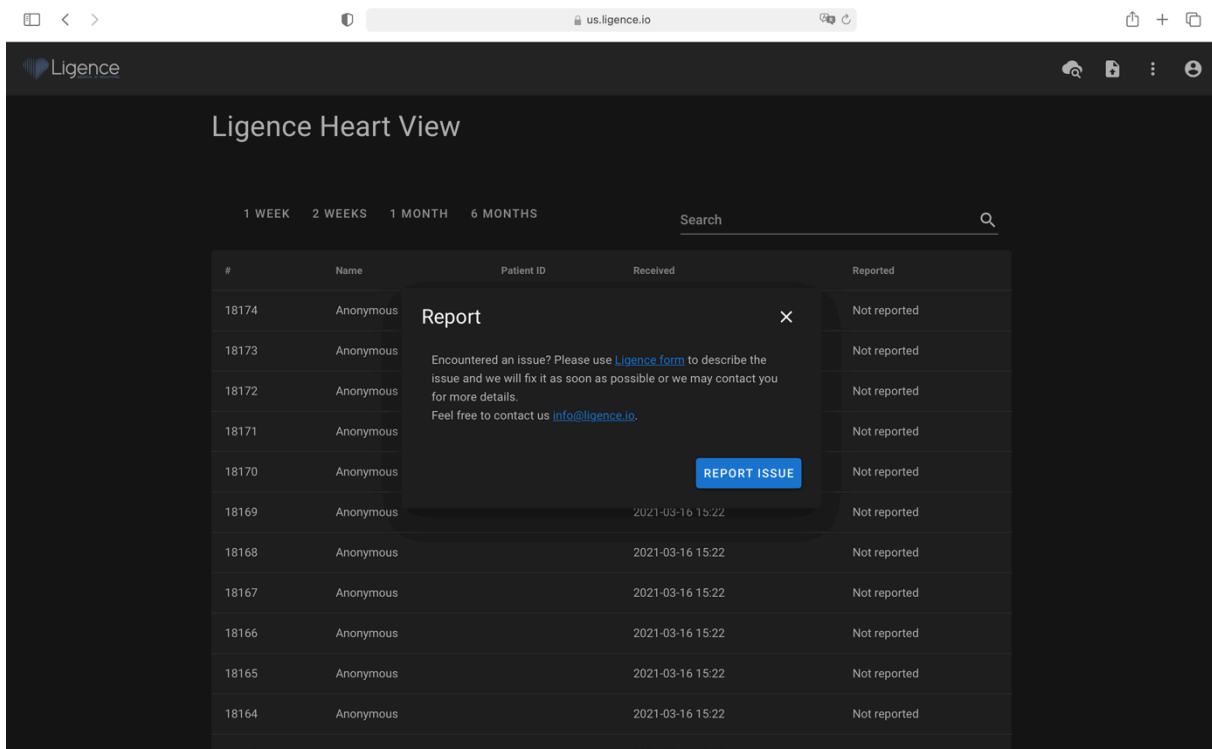 us.ligence.io
Ligence
Ligence Heart View
1 WEEK 2 WEEKS 1 MONTH 6 MONTHS Search
# Name Patient ID Received Reported
18174 Anonymous Not reported
18173 Anonymous Not reported
18172 Anonymous Not reported
18171 Anonymous Not reported
18170 Anonymous Not reported
18169 Anonymous 2021-03-16 15:22 Not reported
18168 Anonymous 2021-03-16 15:22 Not reported
18167 Anonymous 2021-03-16 15:22 Not reported
18166 Anonymous 2021-03-16 15:22 Not reported
18165 Anonymous 2021-03-16 15:22 Not reported
18164 Anonymous 2021-03-16 15:22 Not reported
Report
Encountered an issue? Please use Ligence form to describe the
issue and we will fix it as soon as possible or we may contact you
for more details.
Feel free to contact us info@ligence.io.
REPORT ISSUE